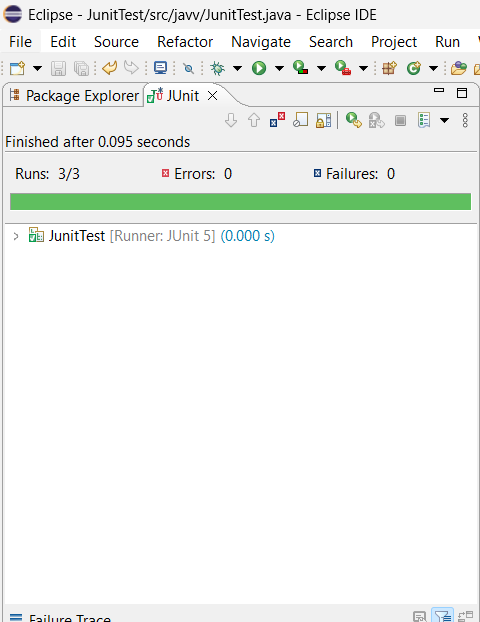 Eclipse - JunitTest/src/javv/JunitTest.java - Eclipse IDE
File Edit Source Refactor Navigate Search Project Run
Package Explorer JUnit
Finished after 0.095 seconds
Runs: 3/3 Errors: 0 Failures: 0
JunitTest [Runner: JUnit 5] (0.000 s)
Failure Trace